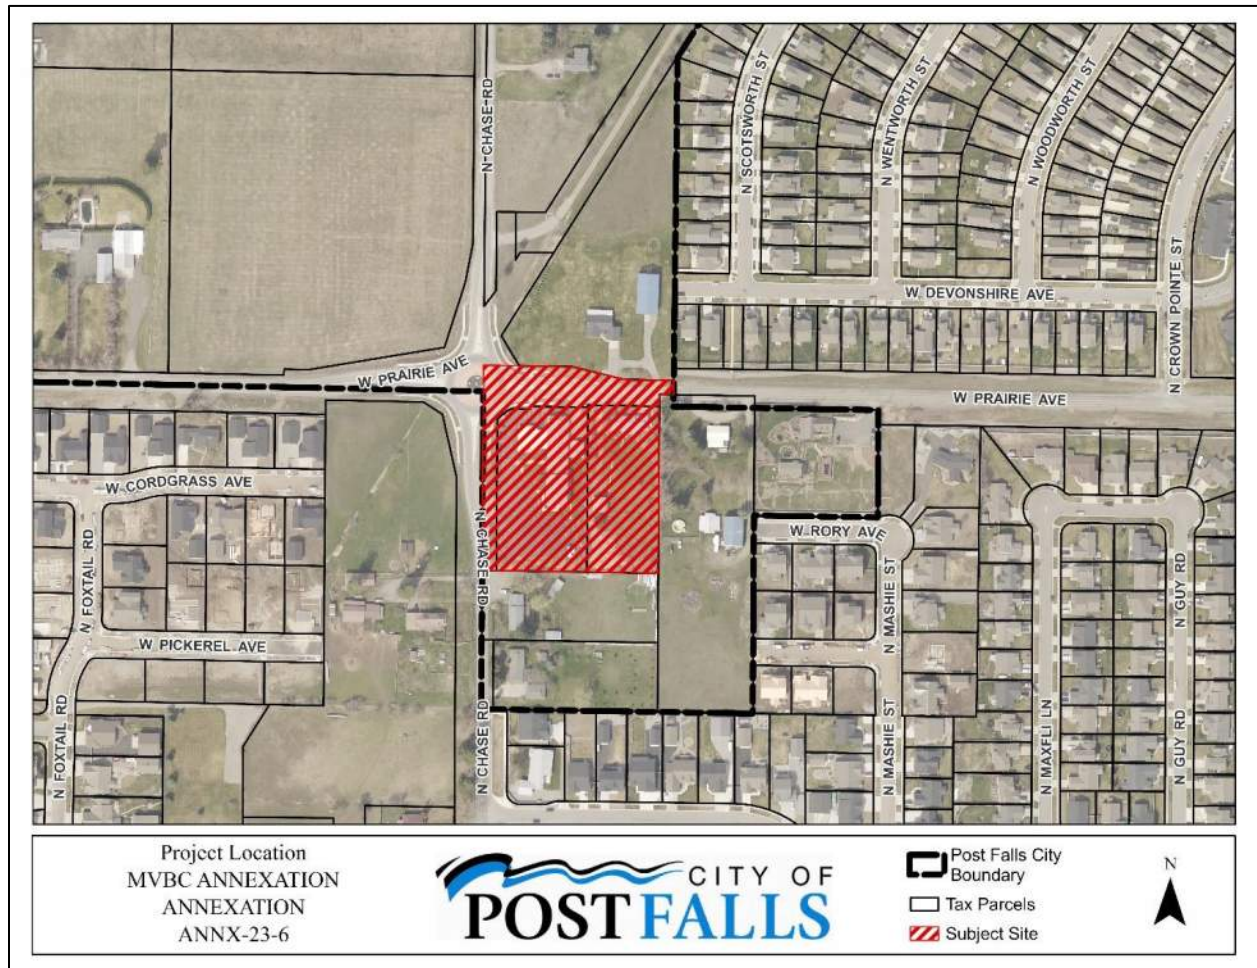 N CHASE RD
N SCOTSWORTH ST
N WENTWORTH ST
N WOODWORTH ST
N CROWN POINTE ST
W DEVONSHIRE AVE
W PRAIRIE AVE
W PRAIRIE AVE
W CORDGRASS AVE
N FOXTAIL RD
N CHASE RD
W RORY AVE
N MASHIE ST
N GUY RD
W PICKEREL AVE
N FOXTAIL RD
N CHASE RD
N MASHIE ST
N MAXFLI LN
N GUY RD
Project Location
MVBC ANNEXATION
ANNEXATION
ANNX-23-6
CITY OF
POST FALLS
Post Falls City
Boundary
Tax Parcels
Subject Site
N